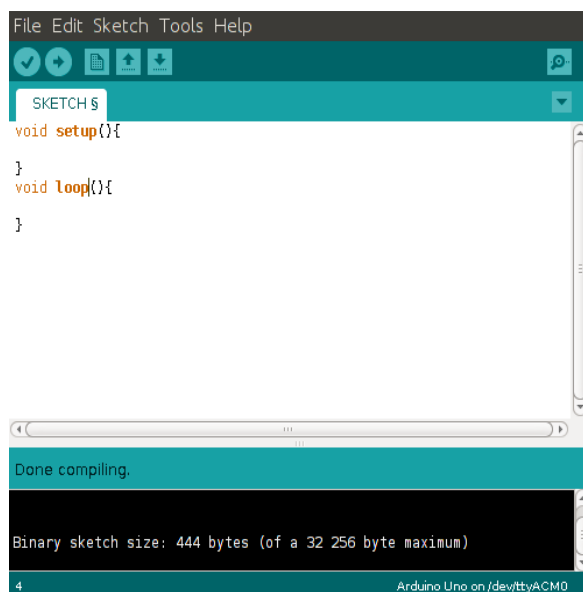 File Edit Sketch Tools Help
SKETCH §
void setup(){
}
void loop(){
}
Done compiling.
Binary sketch size: 444 bytes (of a 32 256 byte maximum)
4 Arduino Uno on /dev/ttyACM0